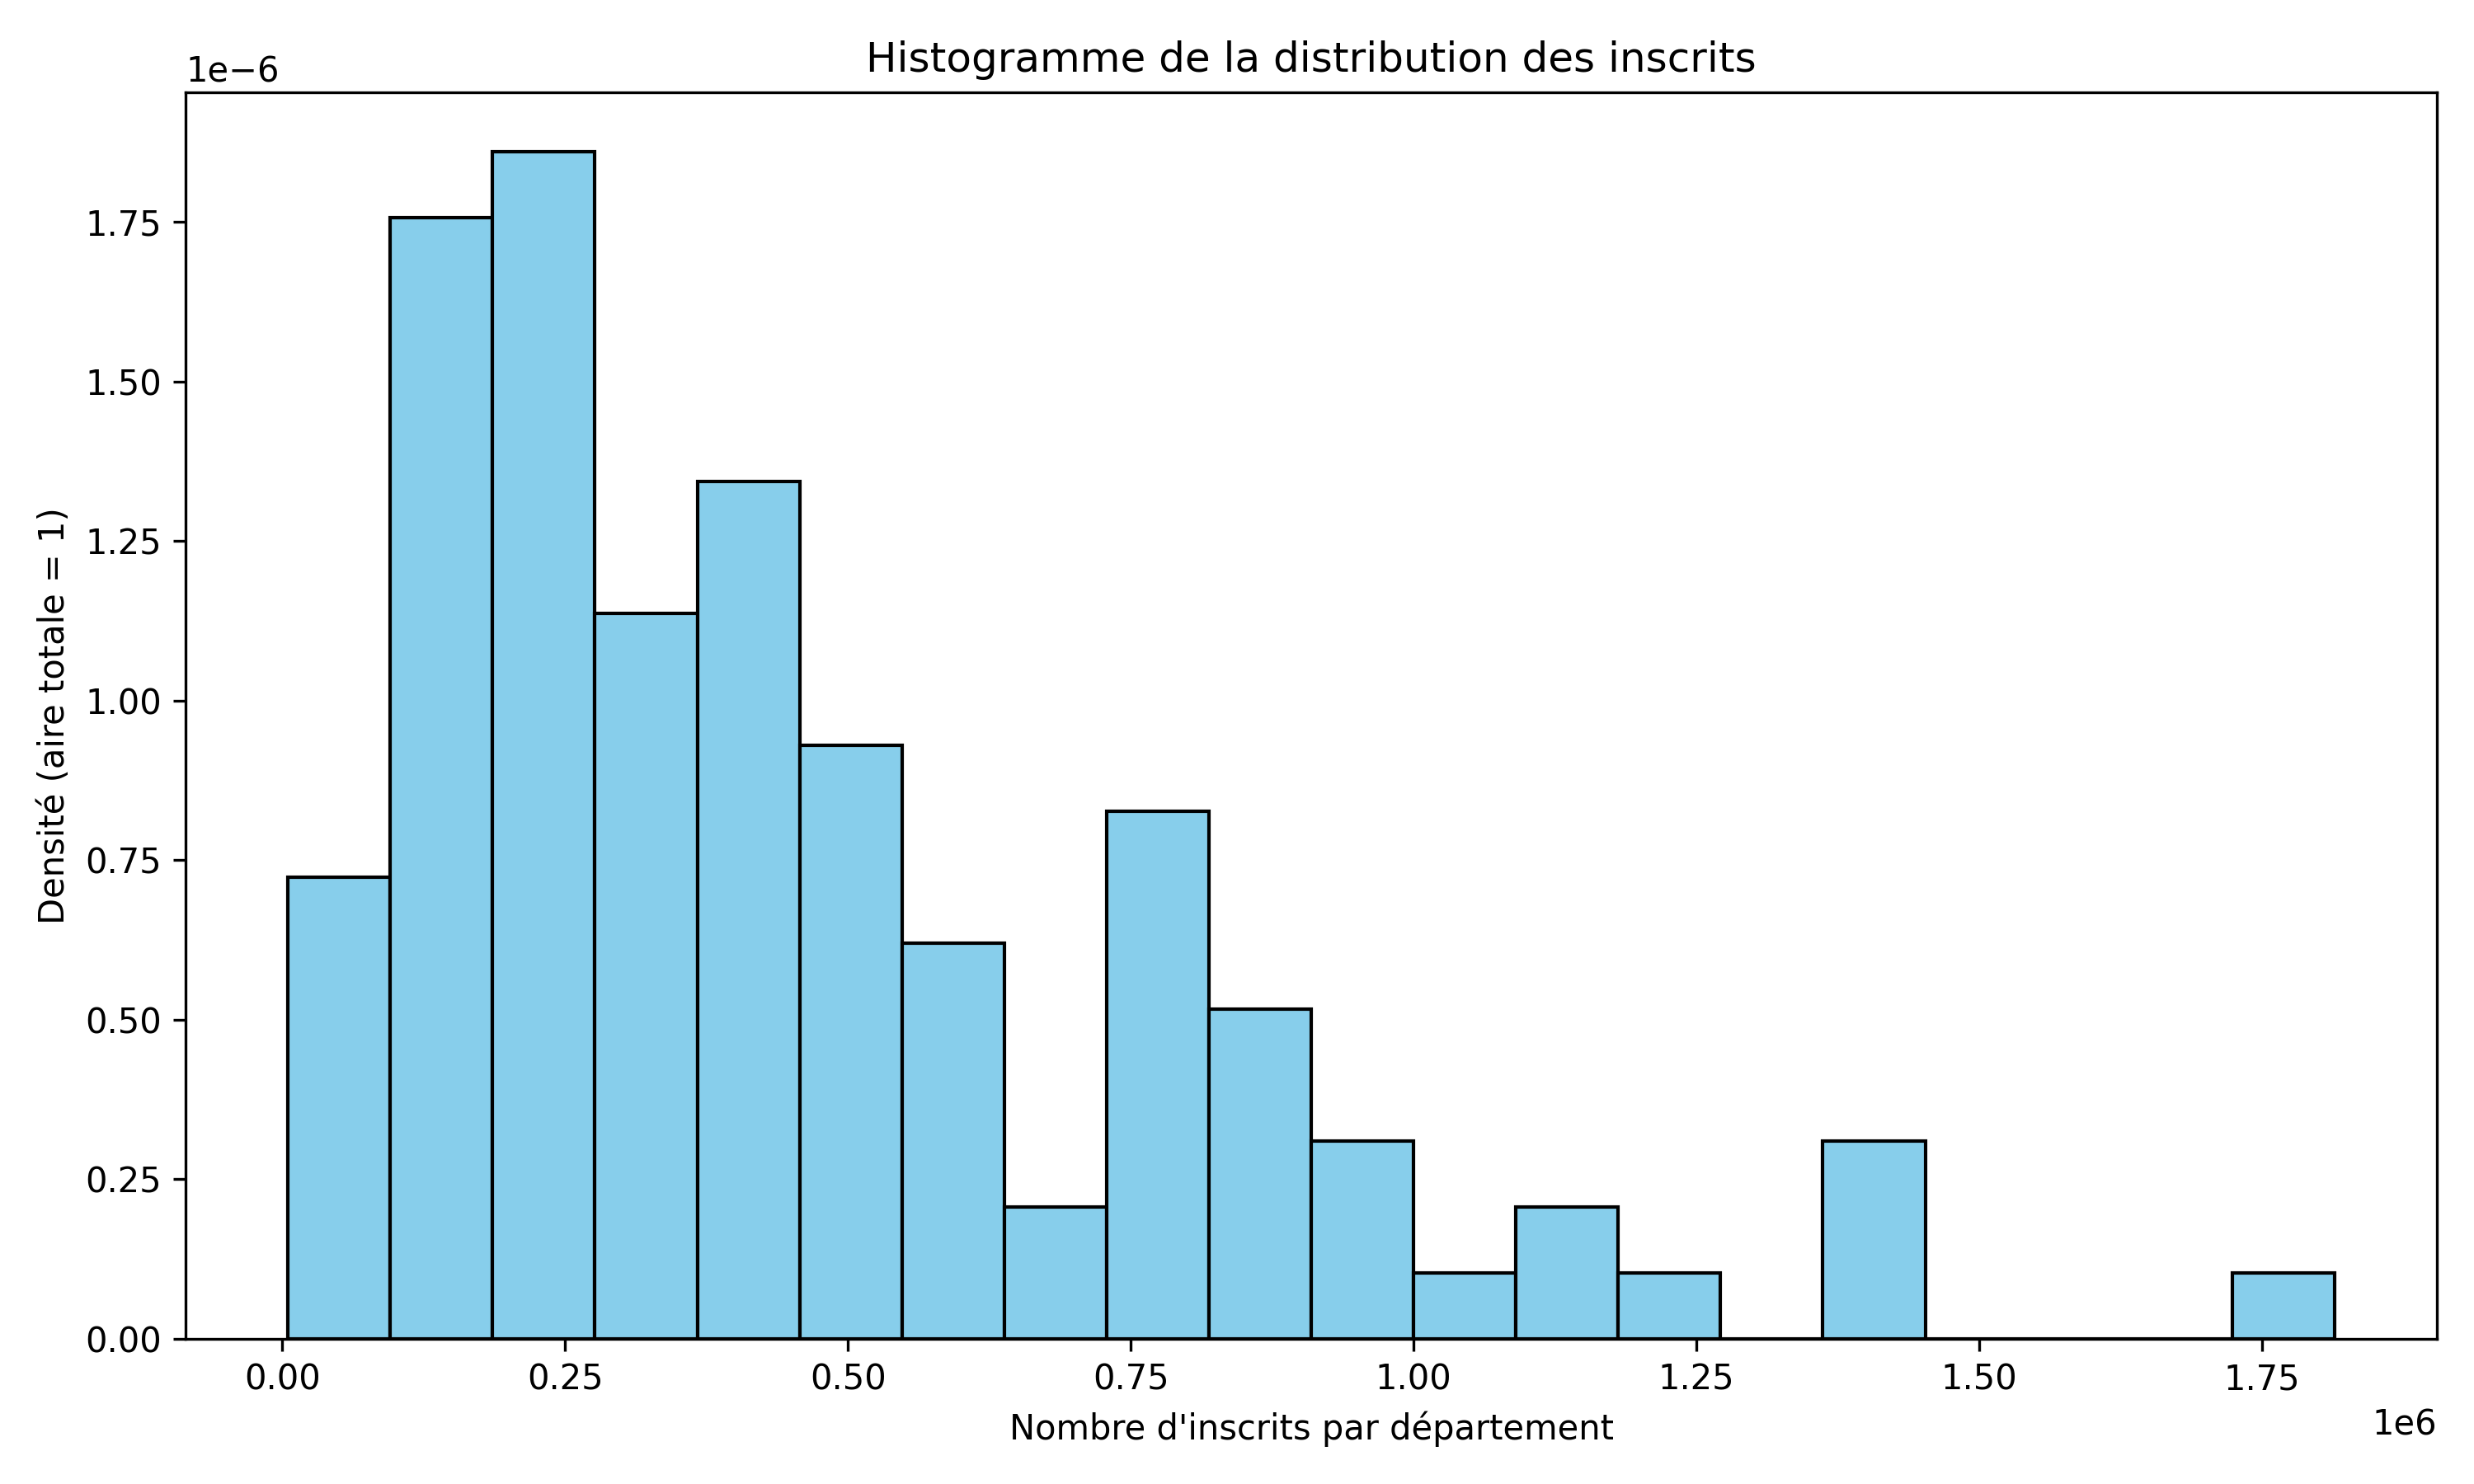 Histogramme de la distribution des inscrits
1e−6
1.75
1.50
1.25
1.00
0.75
0.50
0.25
0.00
Densité (aire totale = 1)
0.00 0.25 0.50 0.75 1.00 1.25 1.50 1.75
1e6
Nombre d'inscrits par département